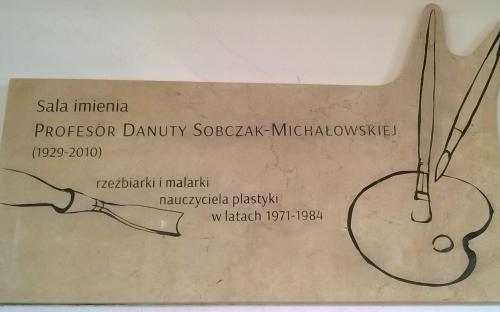 Sala imienia
PROFESOR DANUTY SOBCZAK-MICHAŁOWSKIEJ
(1929-2010)
rzeźbiarki i malarki
nauczyciela plastyki
w latach 1971-1984